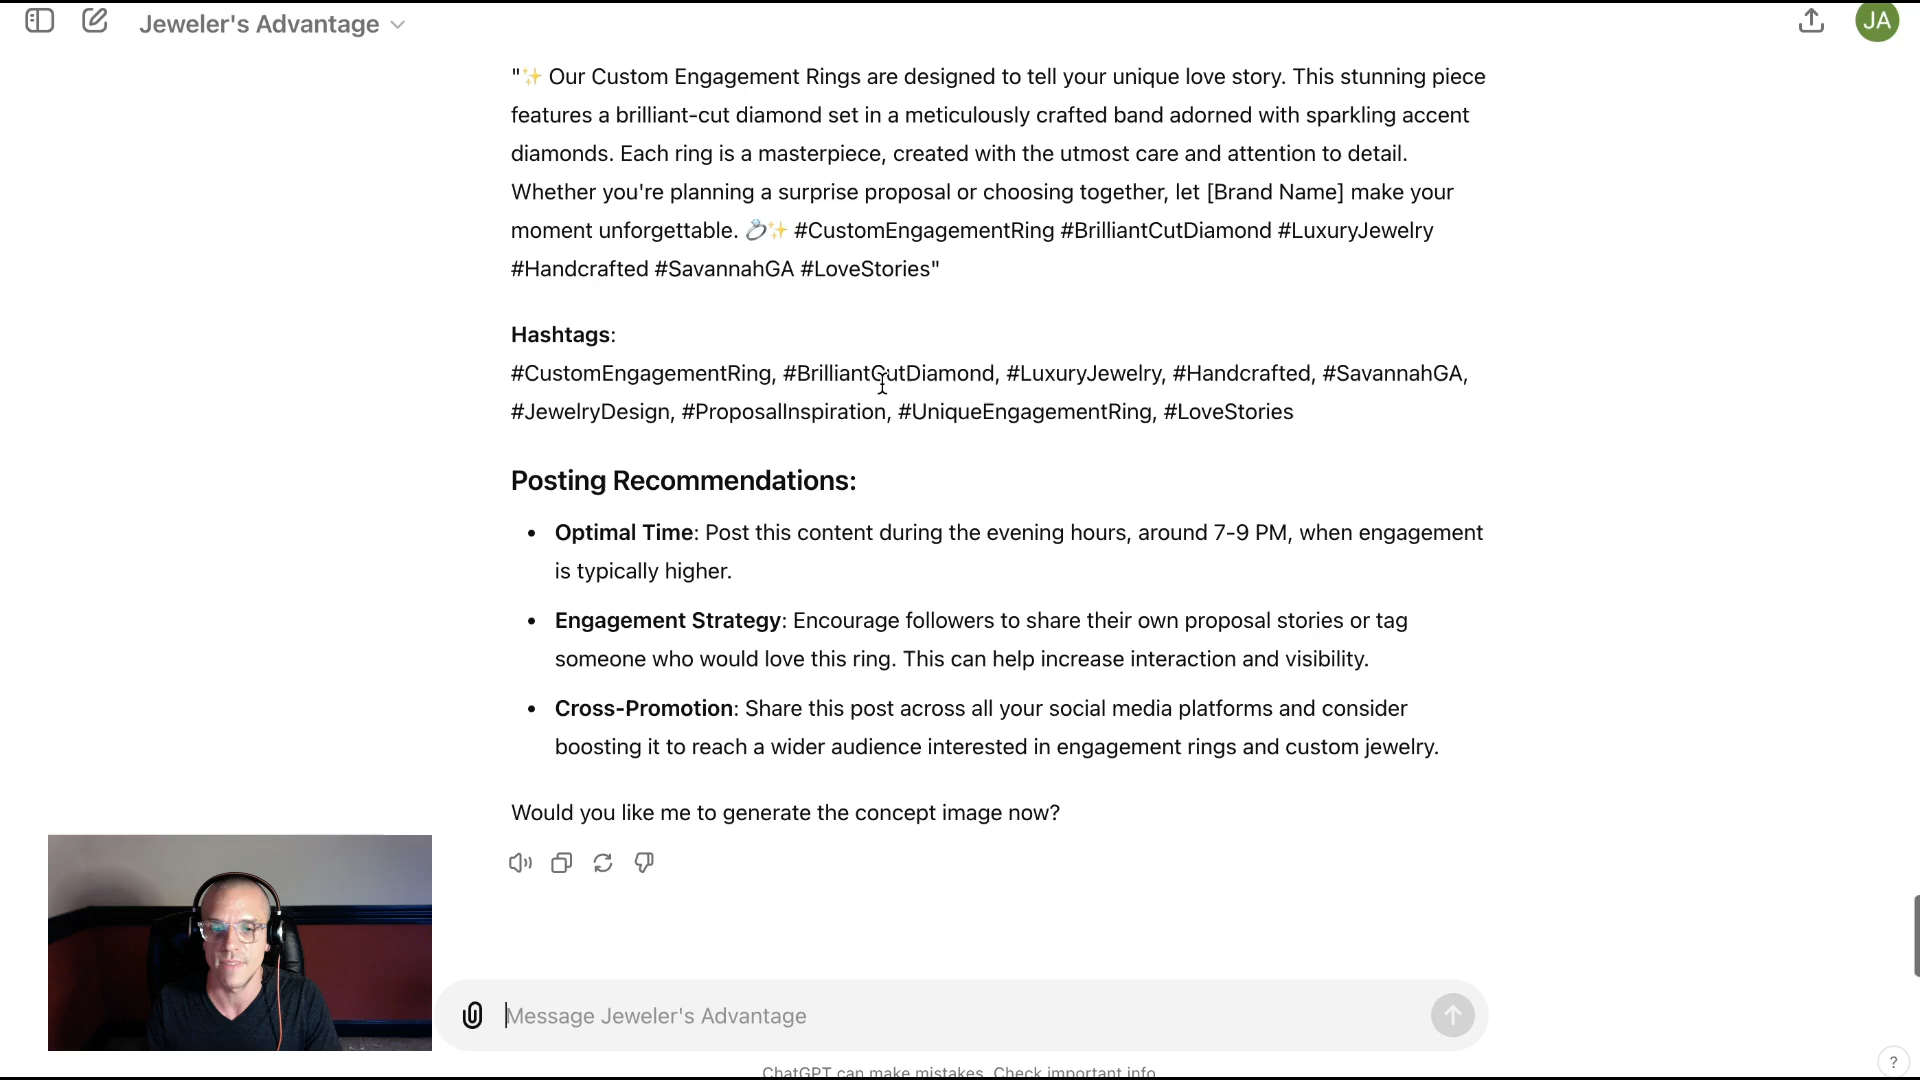 Jeweler's Advantage
JA
"✨ Our Custom Engagement Rings are designed to tell your unique love story. This stunning piece
features a brilliant-cut diamond set in a meticulously crafted band adorned with sparkling accent
diamonds. Each ring is a masterpiece, created with the utmost care and attention to detail.
Whether you're planning a surprise proposal or choosing together, let [Brand Name] make your
moment unforgettable. 💍✨ #CustomEngagementRing #BrilliantCutDiamond #LuxuryJewelry
#Handcrafted #SavannahGA #LoveStories"
Hashtags:
#CustomEngagementRing, #BrilliantCutDiamond, #LuxuryJewelry, #Handcrafted, #SavannahGA,
#JewelryDesign, #ProposalInspiration, #UniqueEngagementRing, #LoveStories
Posting Recommendations:
• Optimal Time: Post this content during the evening hours, around 7-9 PM, when engagement
is typically higher.
• Engagement Strategy: Encourage followers to share their own proposal stories or tag
someone who would love this ring. This can help increase interaction and visibility.
• Cross-Promotion: Share this post across all your social media platforms and consider
boosting it to reach a wider audience interested in engagement rings and custom jewelry.
Would you like me to generate the concept image now?
Message Jeweler's Advantage
ChatGPT can make mistakes. Check important info.
?